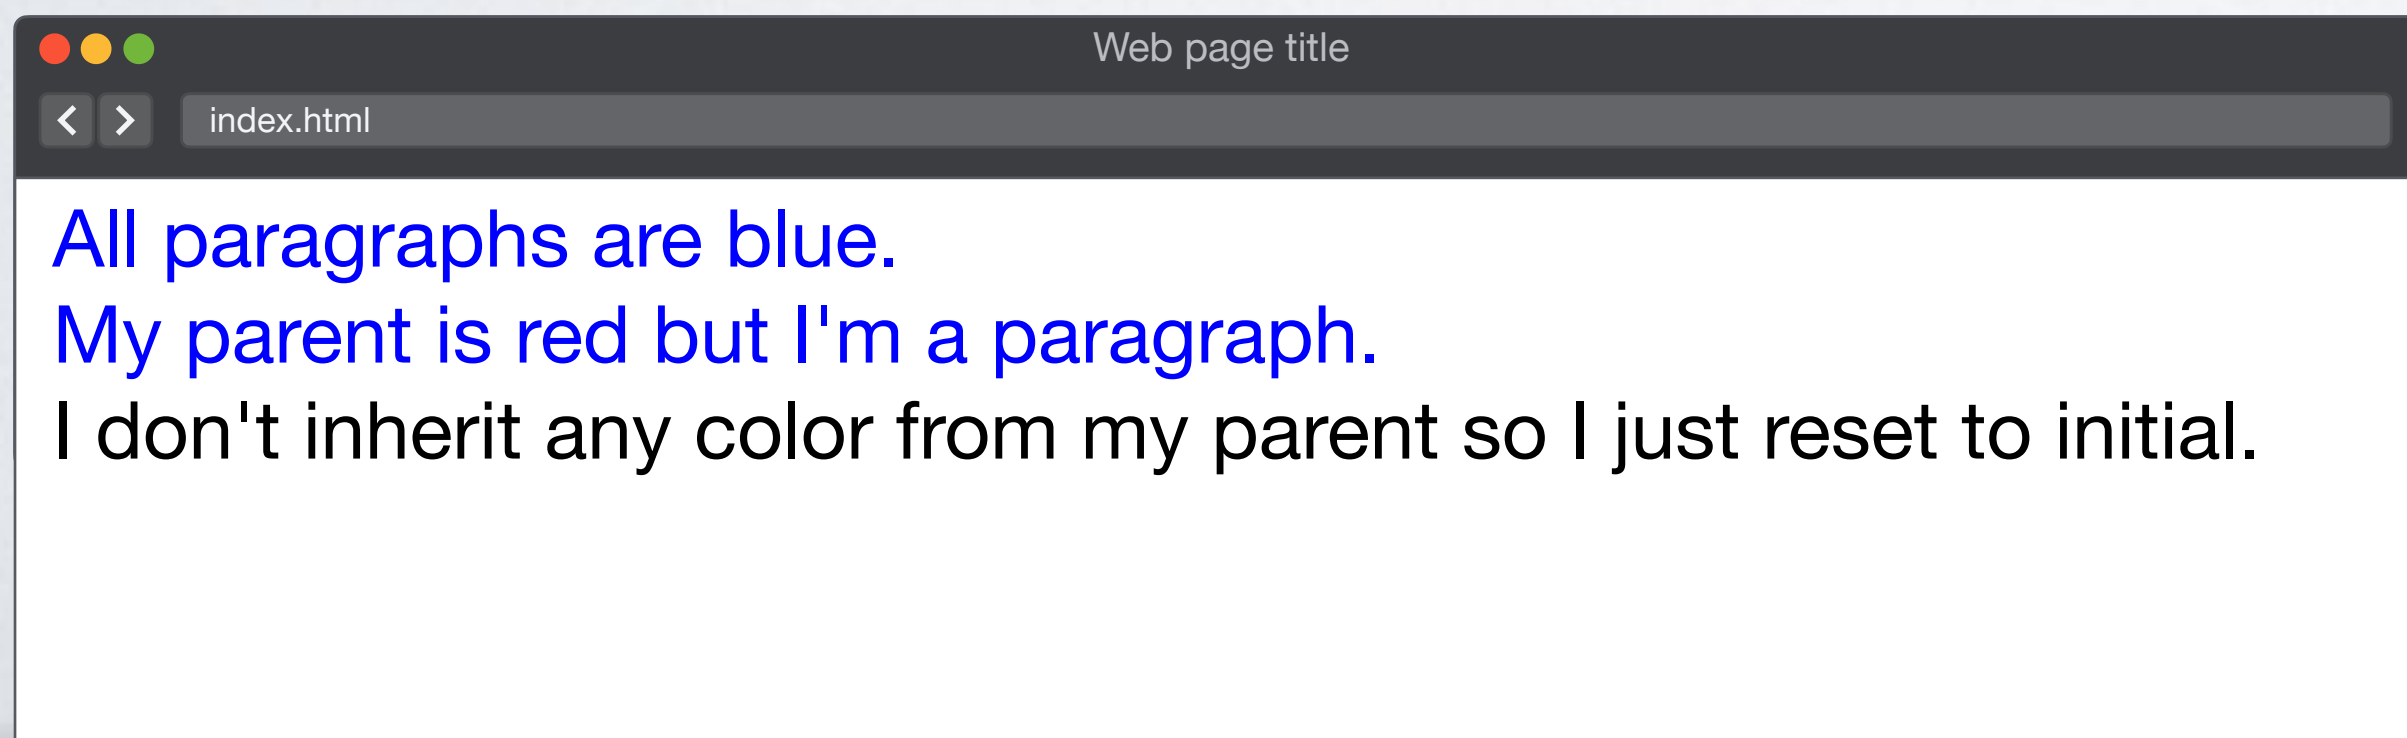 Web page title
index.html
All paragraphs are blue.
My parent is red but I'm a paragraph.
I don't inherit any color from my parent so I just reset to initial.